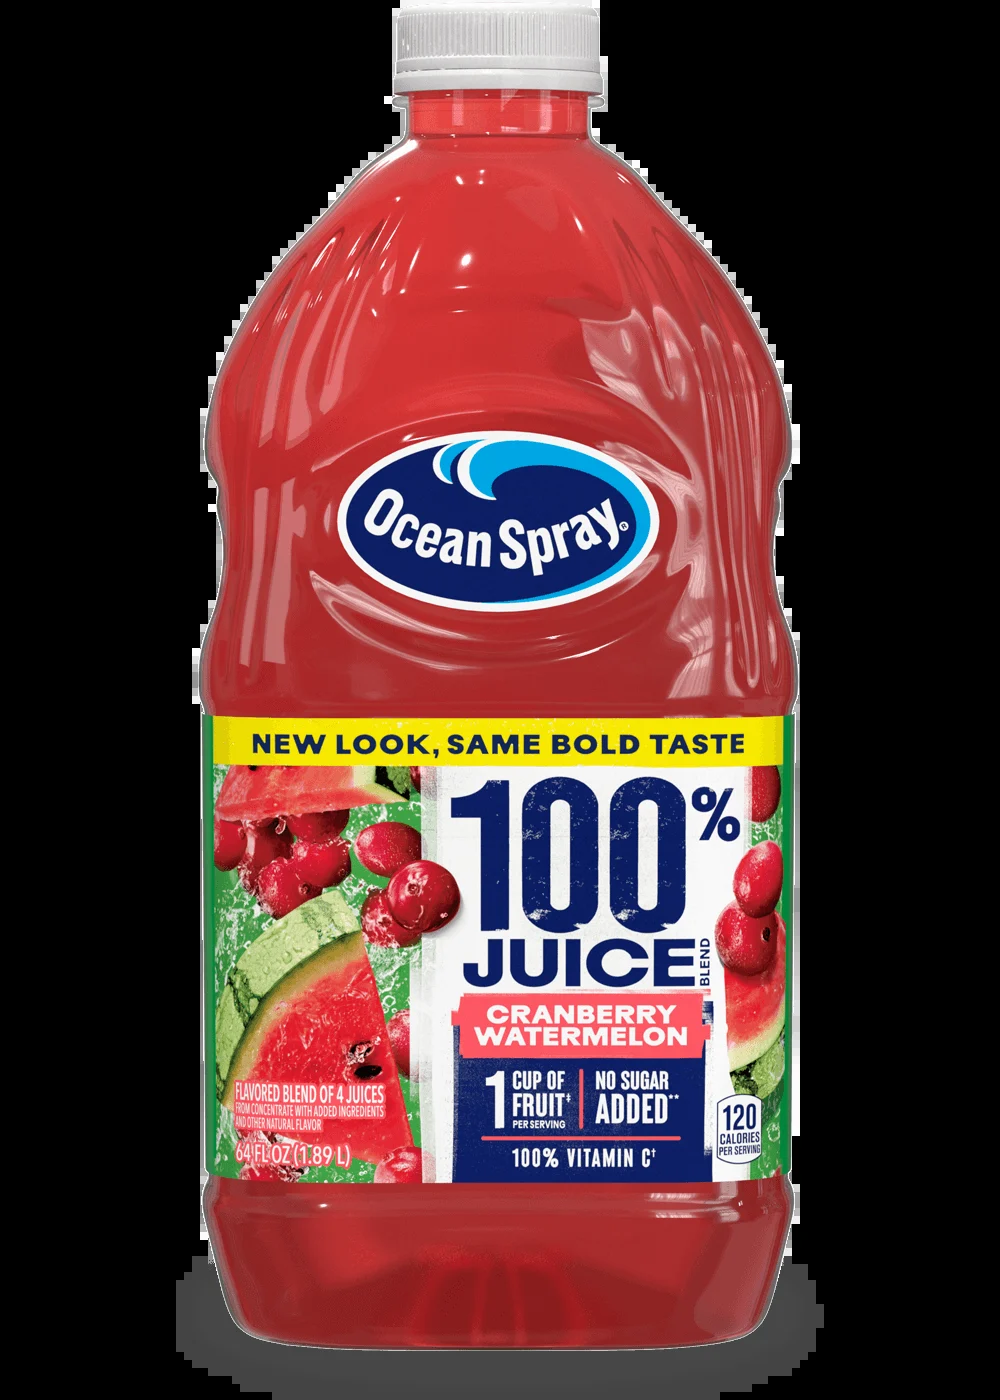 Ocean Spray®
NEW LOOK, SAME BOLD TASTE
100%
JUICE BLEND
CRANBERRY
WATERMELON
1 CUP OF
FRUIT‡
PER SERVING
NO SUGAR
ADDED**
100% VITAMIN C†
FLAVORED BLEND OF 4 JUICES
FROM CONCENTRATE WITH ADDED INGREDIENTS
AND OTHER NATURAL FLAVOR
64 FL OZ (1.89 L)
120
CALORIES
PER SERVING